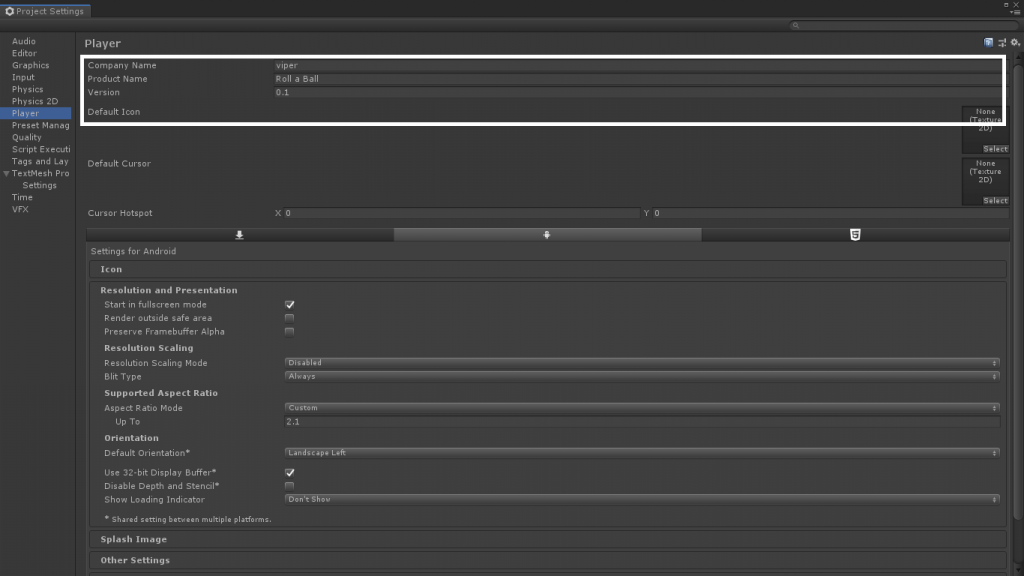 Project Settings
Audio
Editor
Graphics
Input
Physics
Physics 2D
Player
Preset Manag
Quality
Script Executi
Tags and Lay
TextMesh Pro
Settings
Time
VFX
Player
Company Name viper
Product Name Roll a Ball
Version 0.1
Default Icon
None
(Texture
2D)
Select
Default Cursor
None
(Texture
2D)
Select
Cursor Hotspot X 0 Y 0
Settings for Android
Icon
Resolution and Presentation
Start in fullscreen mode
Render outside safe area
Preserve Framebuffer Alpha
Resolution Scaling
Resolution Scaling Mode Disabled
Blit Type Always
Supported Aspect Ratio
Aspect Ratio Mode Custom
Up To 2.1
Orientation
Default Orientation* Landscape Left
Use 32-bit Display Buffer*
Disable Depth and Stencil*
Show Loading Indicator Don't Show
* Shared setting between multiple platforms.
Splash Image
Other Settings